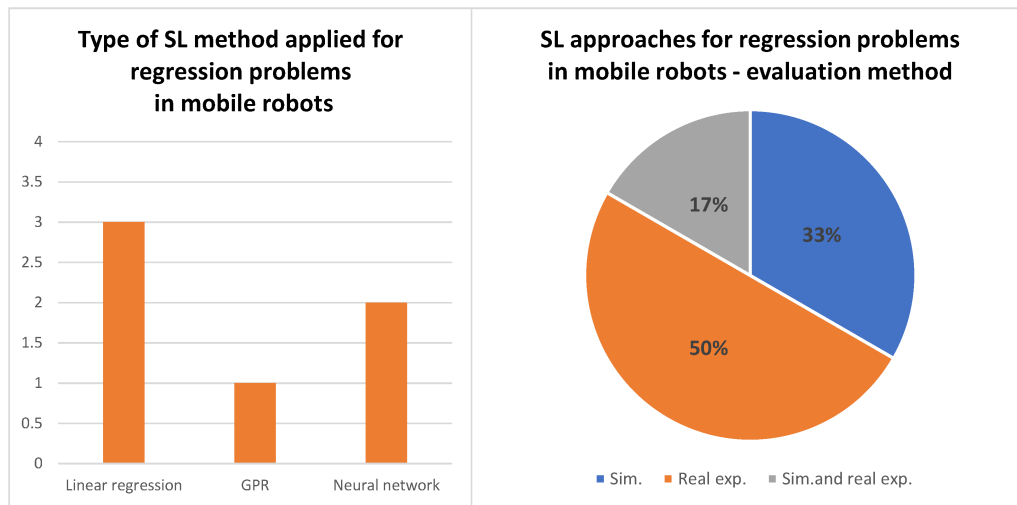 Type of SL method applied for
regression problems
in mobile robots
4
3.5
3
2.5
2
1.5
1
0.5
0
Linear regression
GPR
Neural network
SL approaches for regression problems
in mobile robots - evaluation method
17%
33%
50%
Sim.
Real exp.
Sim.and real exp.